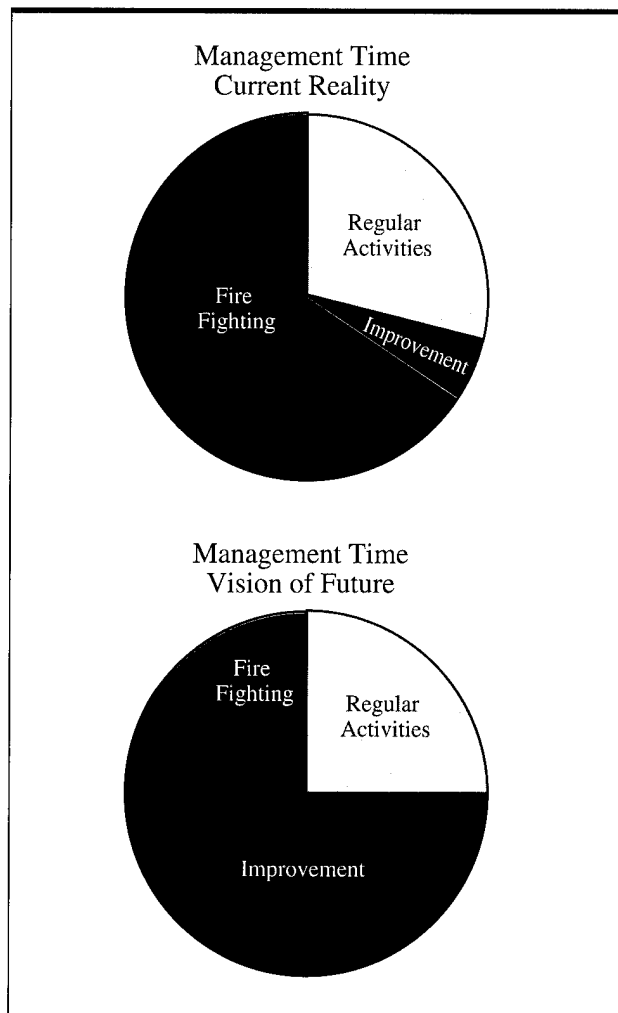 Management Time
Current Reality
Regular
Activities
Fire
Fighting
Improvement
Management Time
Vision of Future
Fire
Fighting
Regular
Activities
Improvement